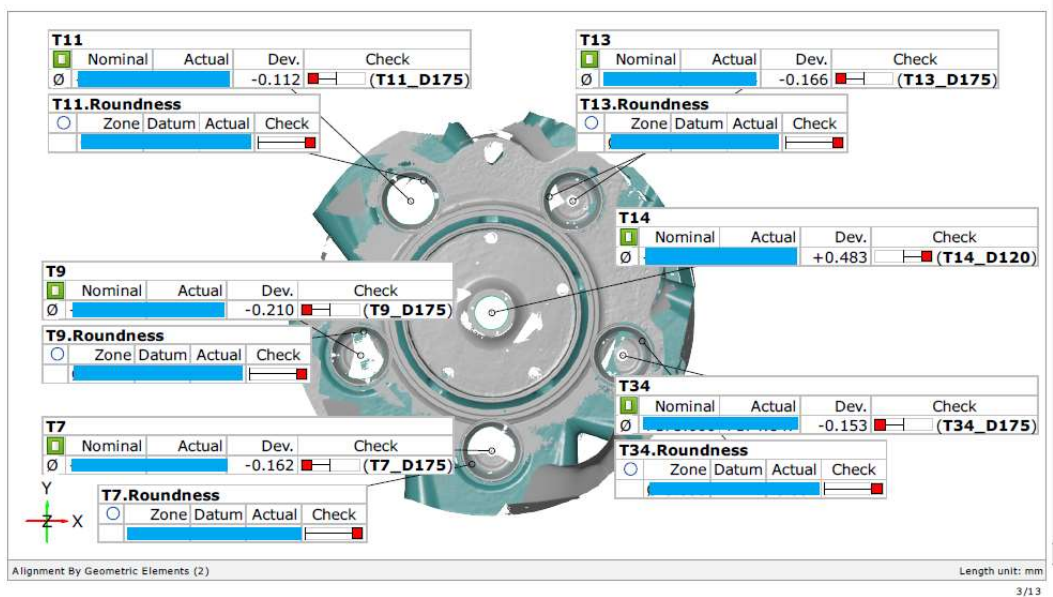 T11
Nominal Actual Dev. Check
Ø -0.112 (T11_D175)
T11.Roundness
Zone Datum Actual Check
T13
Nominal Actual Dev. Check
Ø -0.166 (T13_D175)
T13.Roundness
Zone Datum Actual Check
T14
Nominal Actual Dev. Check
Ø +0.483 (T14_D120)
T9
Nominal Actual Dev. Check
Ø -0.210 (T9_D175)
T9.Roundness
Zone Datum Actual Check
T34
Nominal Actual Dev. Check
Ø -0.153 (T34_D175)
T34.Roundness
Zone Datum Actual Check
T7
Nominal Actual Dev. Check
Ø -0.162 (T7_D175)
T7.Roundness
Zone Datum Actual Check
Y
Z X
Alignment By Geometric Elements (2) Length unit: mm
3/13